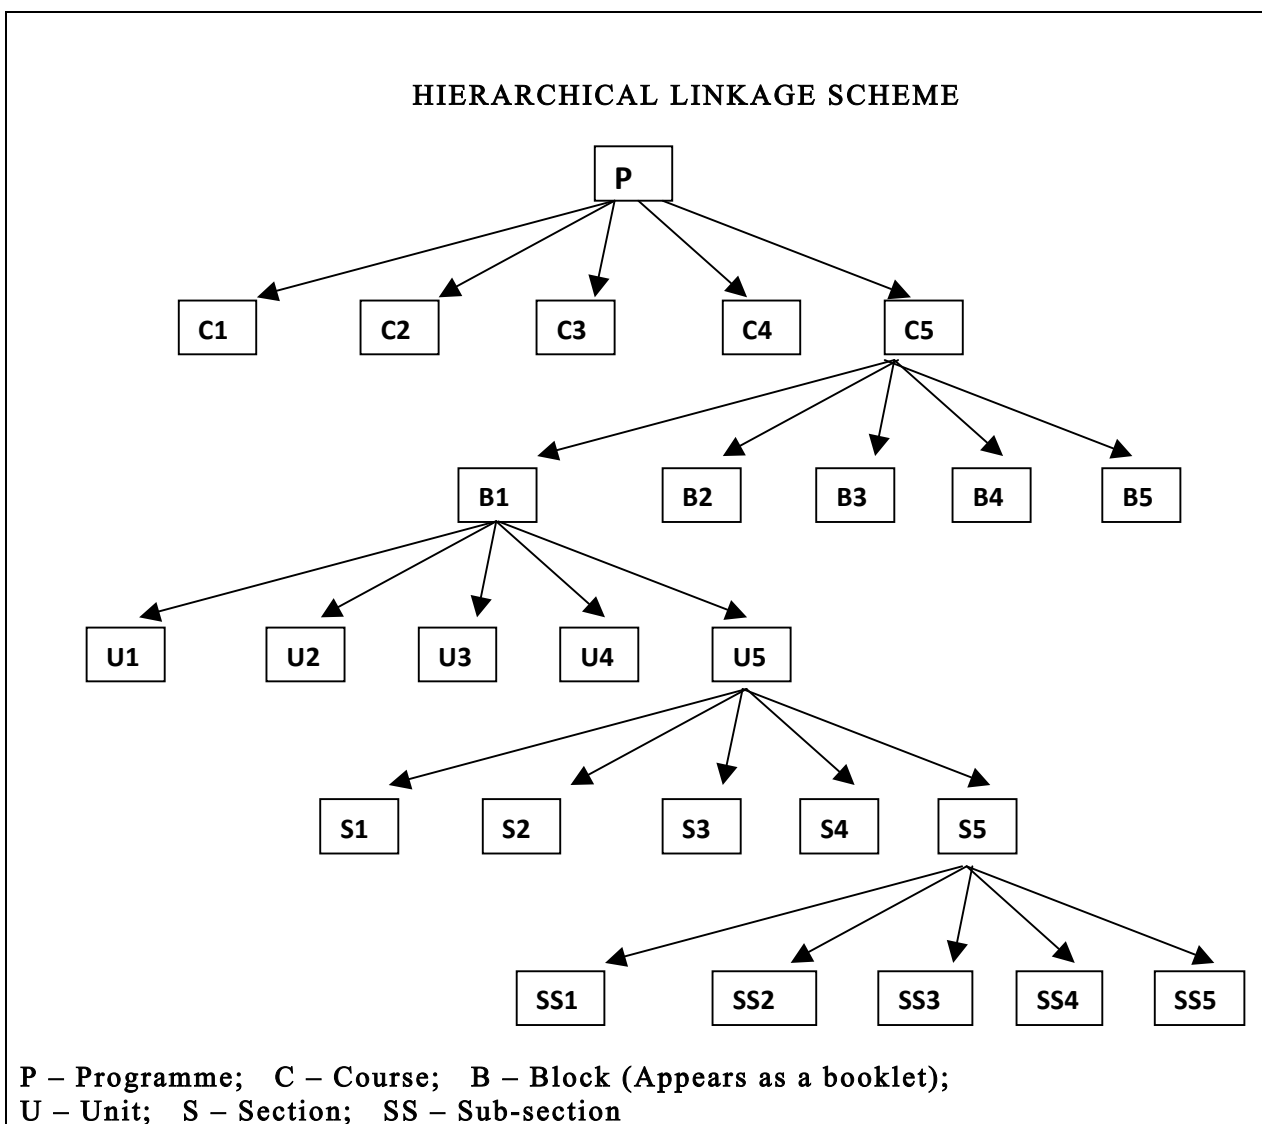 HIERARCHICAL LINKAGE SCHEME
P
C1 C2 C3 C4 C5
B1 B2 B3 B4 B5
U1 U2 U3 U4 U5
S1 S2 S3 S4 S5
SS1 SS2 SS3 SS4 SS5
P – Programme; C – Course; B – Block (Appears as a booklet);
U – Unit; S – Section; SS – Sub-section